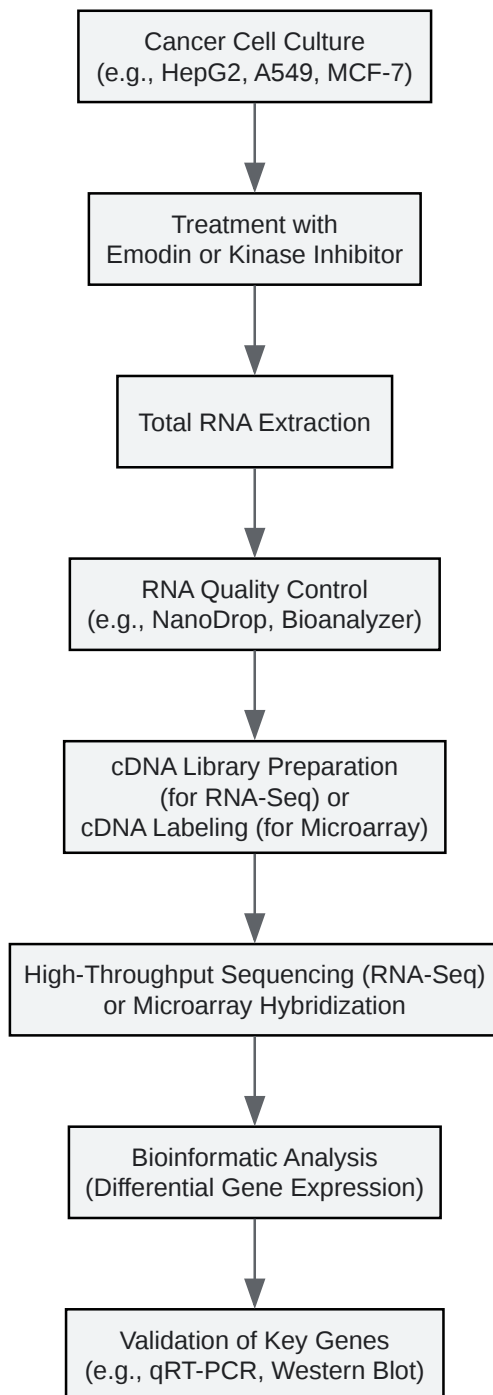 Cancer Cell Culture
(e.g., HepG2, A549, MCF-7)
Treatment with
Emodin or Kinase Inhibitor
Total RNA Extraction
RNA Quality Control
(e.g., NanoDrop, Bioanalyzer)
cDNA Library Preparation
(for RNA-Seq) or
cDNA Labeling (for Microarray)
High-Throughput Sequencing (RNA-Seq)
or Microarray Hybridization
Bioinformatic Analysis
(Differential Gene Expression)
Validation of Key Genes
(e.g., qRT-PCR, Western Blot)